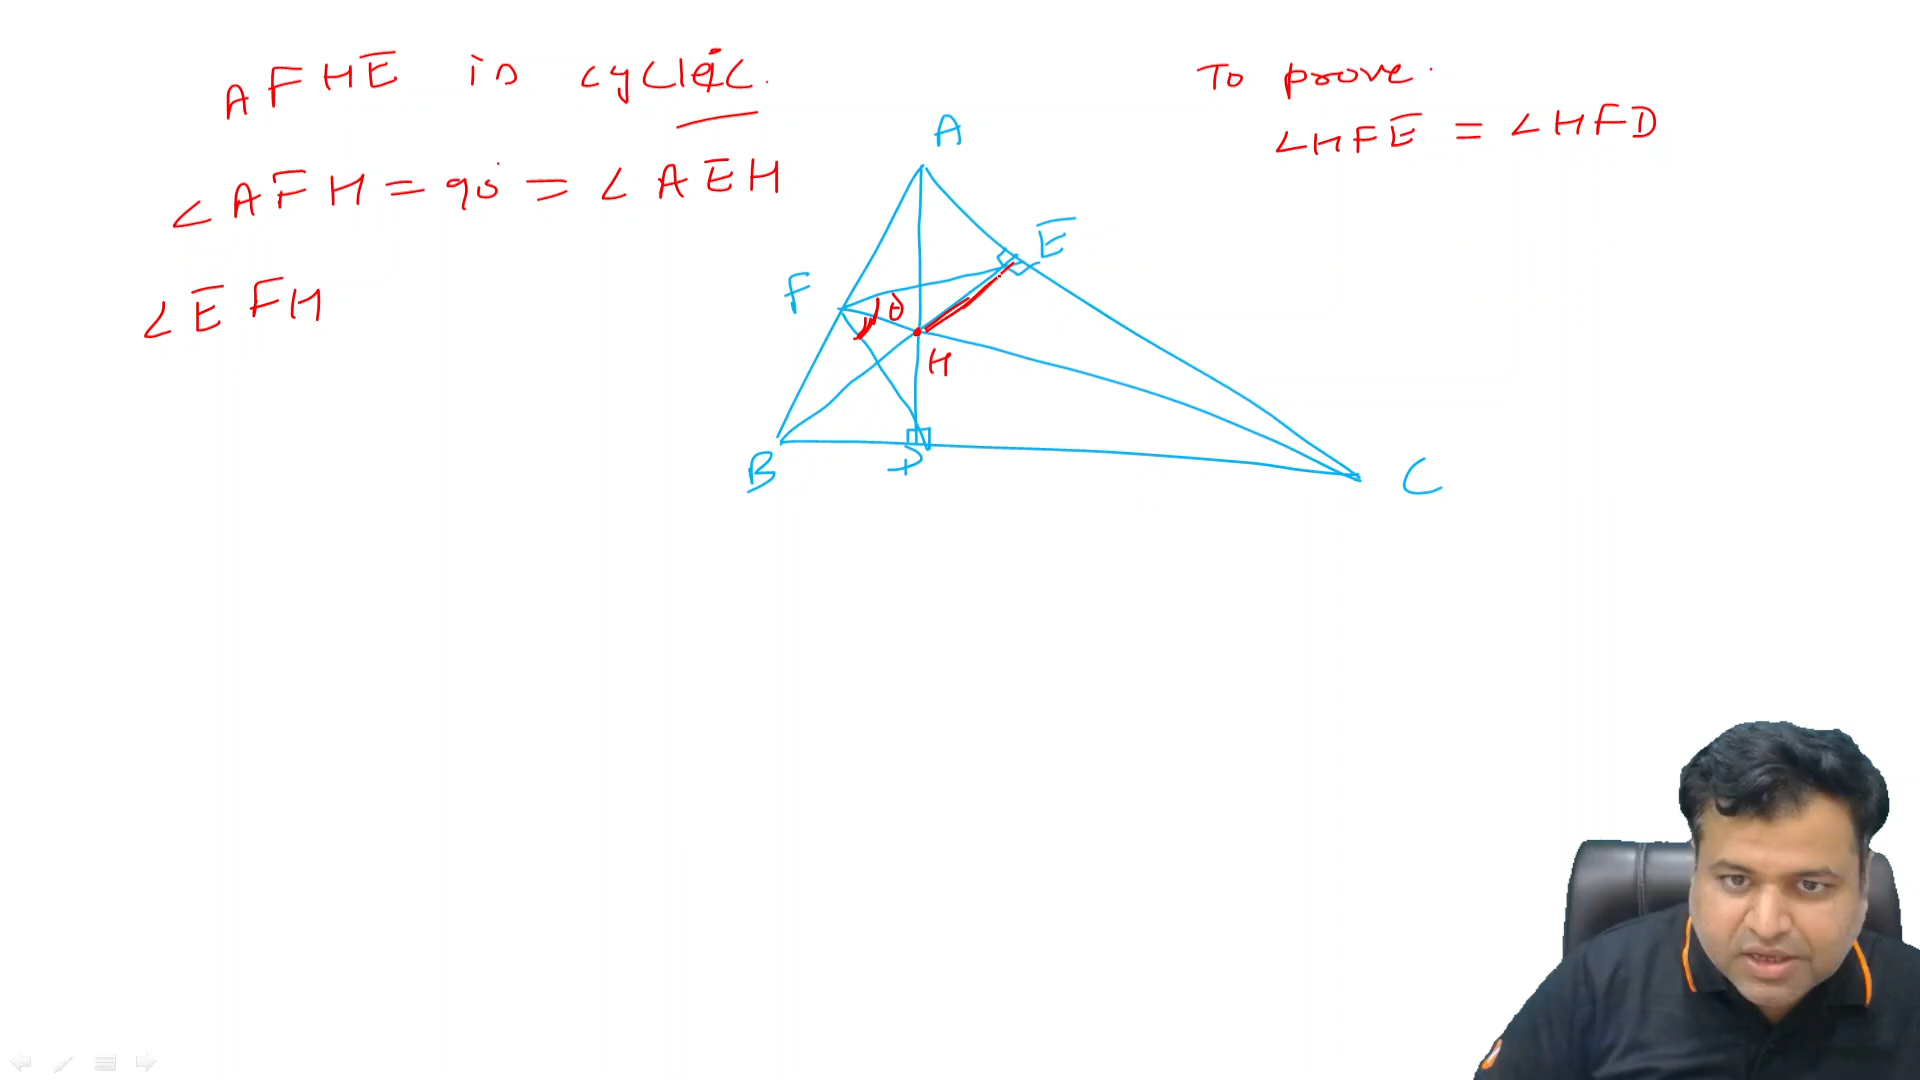 AFHE is cyclic.
∠AFH = 90° = ∠AEH
∠EFH
To prove.
∠HFE = ∠HFD
A
E
F
θ
H
B
D
C